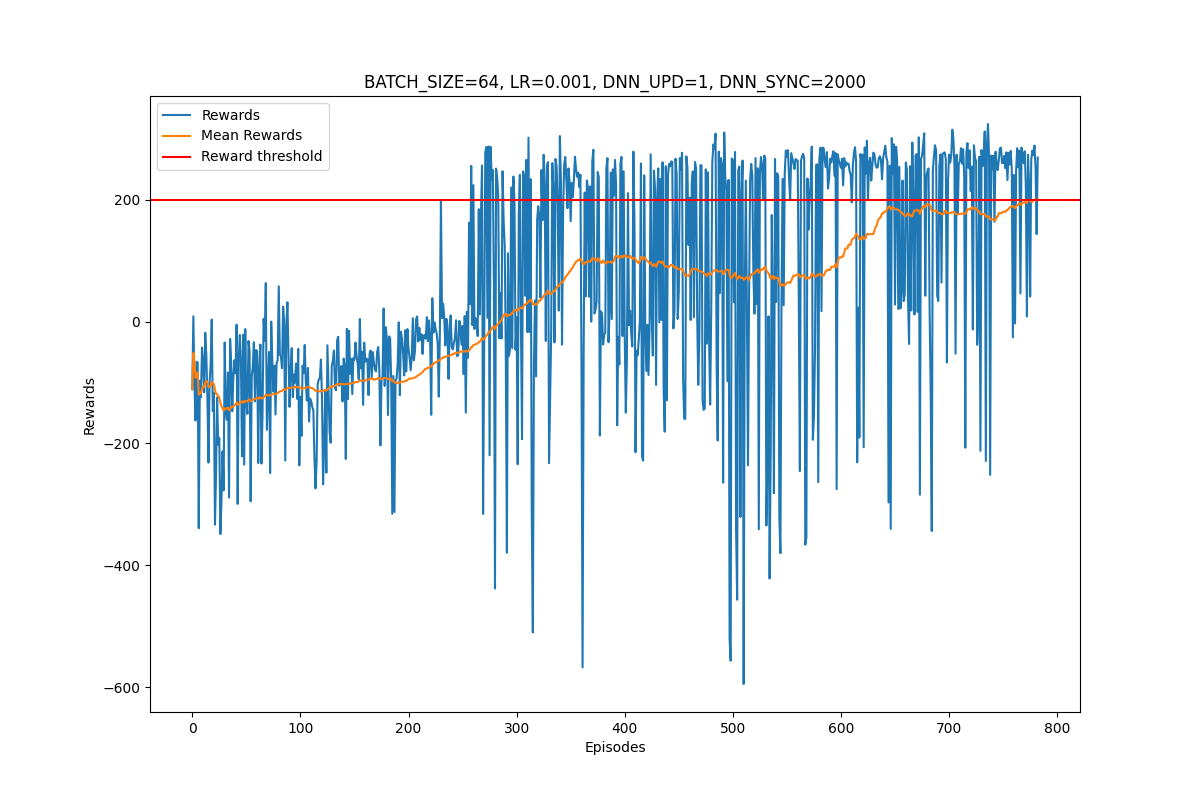 BATCH_SIZE=64, LR=0.001, DNN_UPD=1, DNN_SYNC=2000
Rewards
Mean Rewards
Reward threshold
200
0
−200
−400
−600
Rewards
0 100 200 300 400 500 600 700 800
Episodes